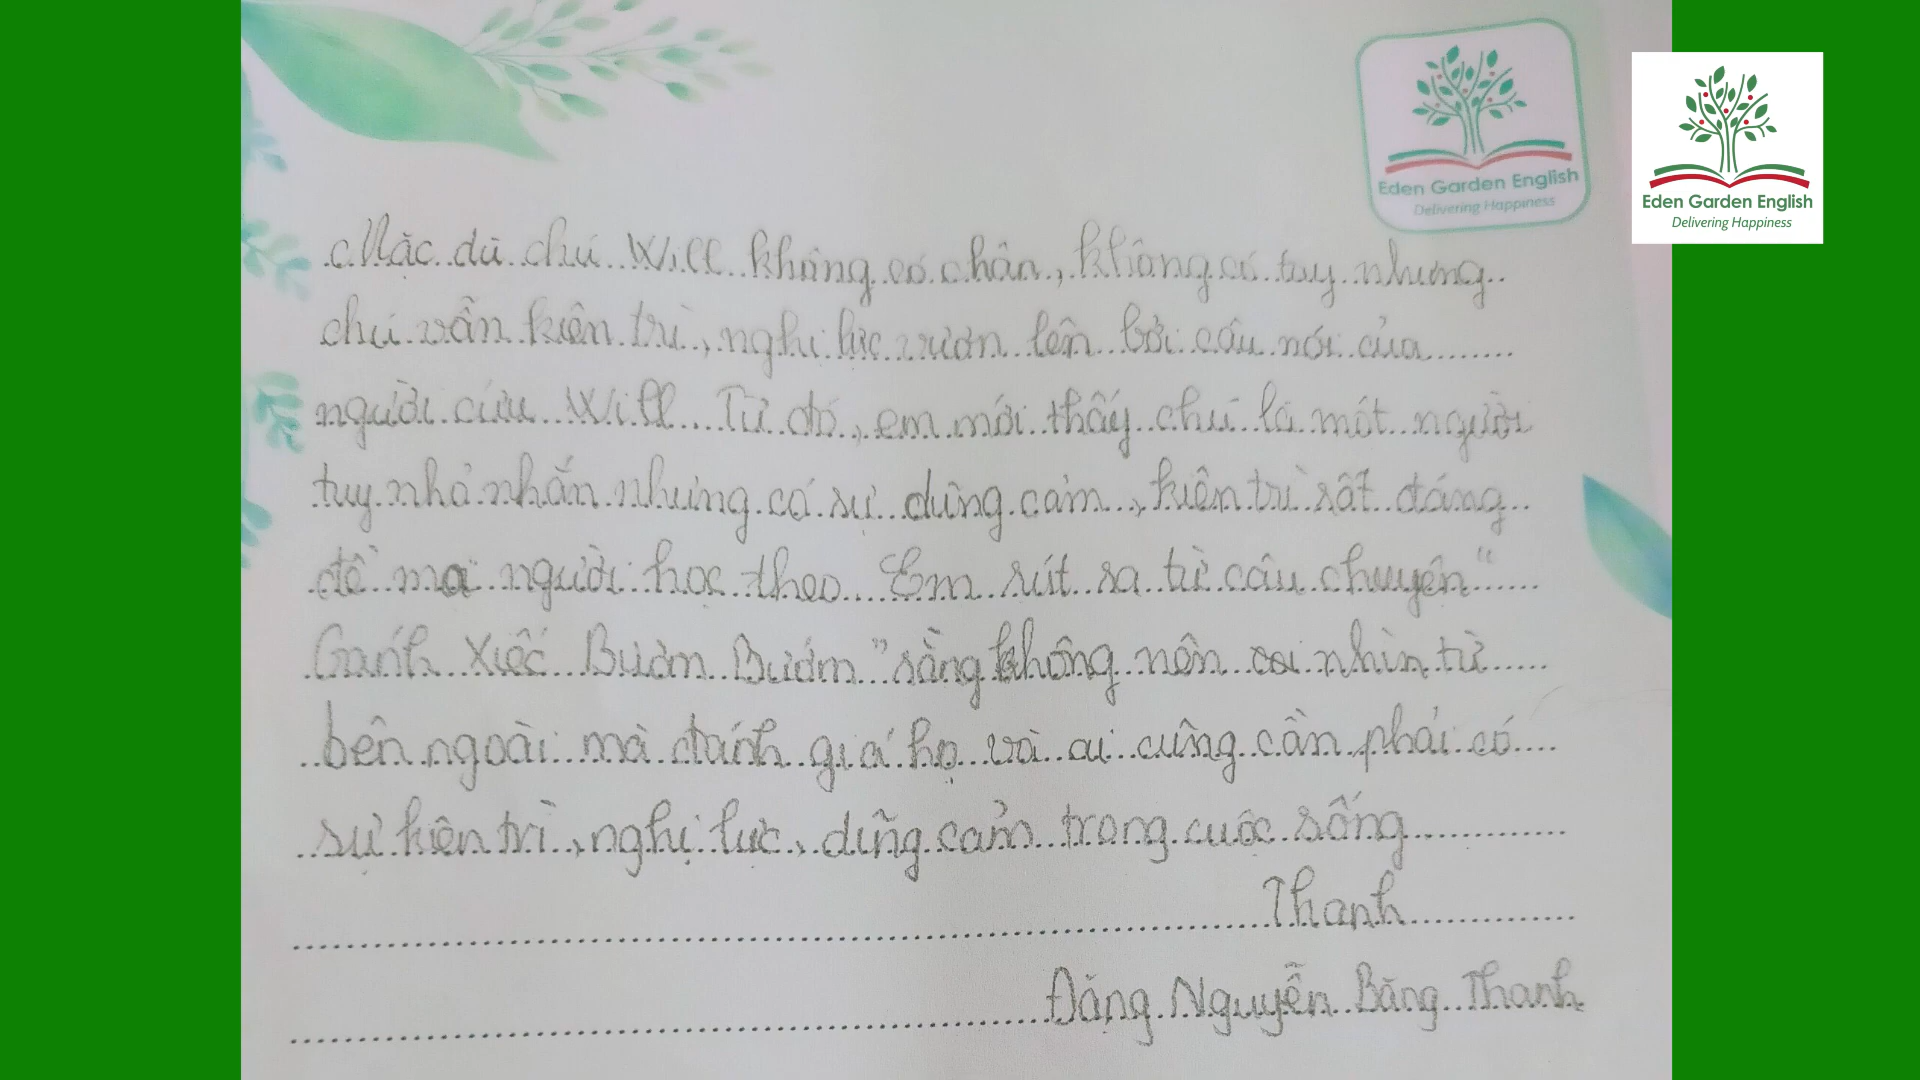 Eden Garden English
Delivering Happiness
Eden Garden English
Delivering Happiness
Mặc dù chú Will không có chân, không có tay nhưng
chú vẫn kiên trì, nghị lực vươn lên bởi câu nói của
người cứu Will. Từ đó, em mới thấy chú là một người
tuy nhỏ nhắn nhưng có sự dũng cảm, kiên trì rất đáng
để mọi người học theo. Em rút ra từ câu chuyện "
Gánh Xiếc Bươm Bướm" rằng không nên coi nhìn từ
bên ngoài mà đánh giá họ và ai cũng cần phải có
sự kiên trì, nghị lực, dũng cảm trong cuộc sống
Thanh
Đặng Nguyễn Băng Thanh